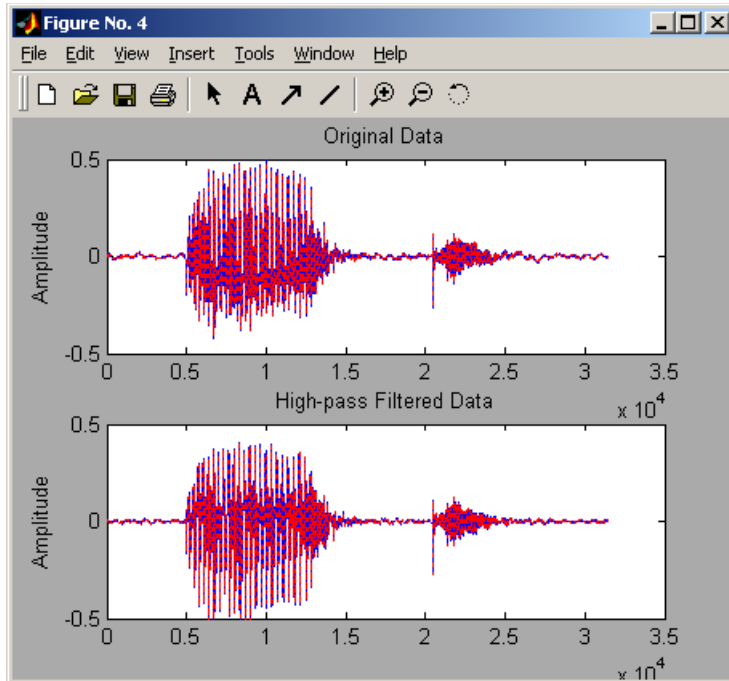 Figure No. 4
File Edit View Insert Tools Window Help
A
Original Data
0.5
0
-0.5
Amplitude
0 0.5 1 1.5 2 2.5 3 3.5
x 10^4
High-pass Filtered Data
0.5
0
-0.5
Amplitude
0 0.5 1 1.5 2 2.5 3 3.5
x 10^4